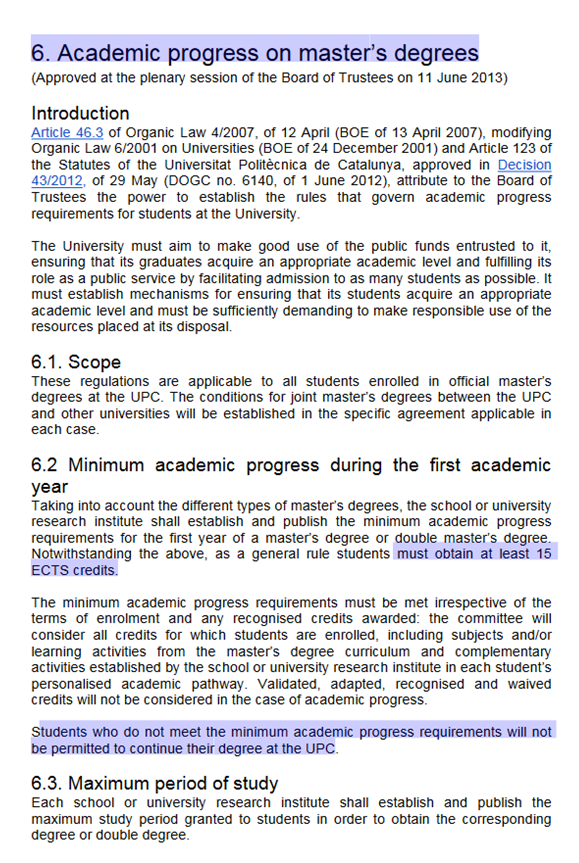 6. Academic progress on master's degrees
(Approved at the plenary session of the Board of Trustees on 11 June 2013)
Introduction
Article 46.3 of Organic Law 4/2007, of 12 April (BOE of 13 April 2007), modifying
Organic Law 6/2001 on Universities (BOE of 24 December 2001) and Article 123 of
the Statutes of the Universitat Politècnica de Catalunya, approved in Decision
43/2012, of 29 May (DOGC no. 6140, of 1 June 2012), attribute to the Board of
Trustees the power to establish the rules that govern academic progress
requirements for students at the University.
The University must aim to make good use of the public funds entrusted to it,
ensuring that its graduates acquire an appropriate academic level and fulfilling its
role as a public service by facilitating admission to as many students as possible. It
must establish mechanisms for ensuring that its students acquire an appropriate
academic level and must be sufficiently demanding to make responsible use of the
resources placed at its disposal.
6.1. Scope
These regulations are applicable to all students enrolled in official master's
degrees at the UPC. The conditions for joint master's degrees between the UPC
and other universities will be established in the specific agreement applicable in
each case.
6.2 Minimum academic progress during the first academic
year
Taking into account the different types of master's degrees, the school or university
research institute shall establish and publish the minimum academic progress
requirements for the first year of a master's degree or double master's degree.
Notwithstanding the above, as a general rule students must obtain at least 15
ECTS credits.
The minimum academic progress requirements must be met irrespective of the
terms of enrolment and any recognised credits awarded: the committee will
consider all credits for which students are enrolled, including subjects and/or
learning activities from the master's degree curriculum and complementary
activities established by the school or university research institute in each student's
personalised academic pathway. Validated, adapted, recognised and waived
credits will not be considered in the case of academic progress.
Students who do not meet the minimum academic progress requirements will not
be permitted to continue their degree at the UPC.
6.3. Maximum period of study
Each school or university research institute shall establish and publish the
maximum study period granted to students in order to obtain the corresponding
degree or double degree.